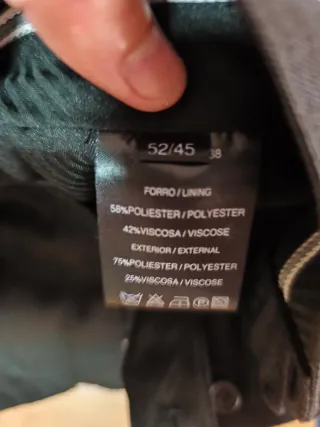 52/45
38
FORRO / LINING
58%POLIESTER / POLYESTER
42%VISCOSA / VISCOSE
EXTERIOR / EXTERNAL
75%POLIESTER / POLYESTER
25%VISCOSA / VISCOSE